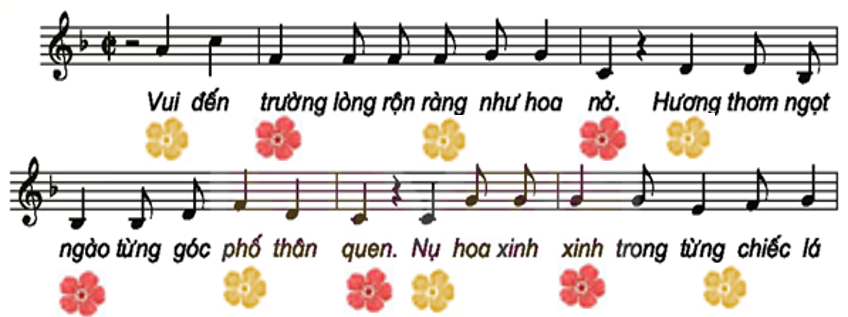 Vui đến trường lòng rộn ràng như hoa nở. Hương thơm ngọt
ngào từng góc phố thân quen. Nụ hoa xinh xinh trong từng chiếc lá